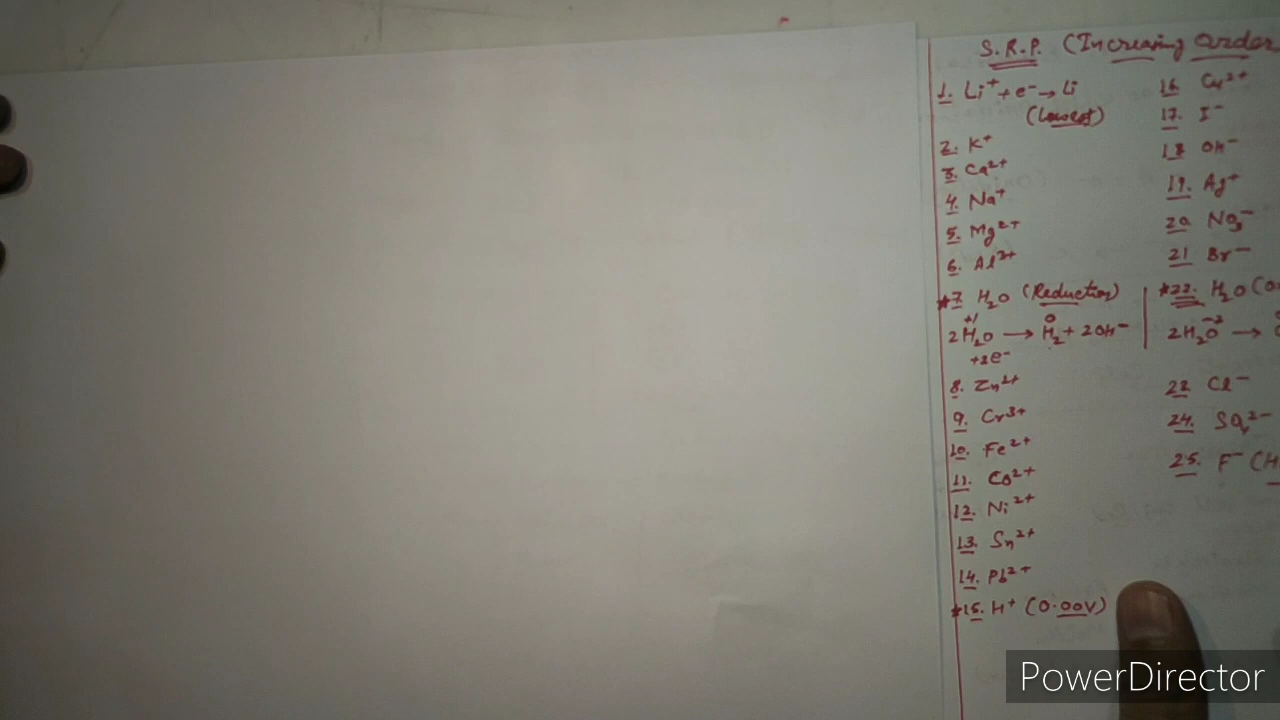 S.R.P. (Increasing Order
1. Li⁺ + e⁻ → Li
(Lowest)
2. K⁺
3. Ca²⁺
4. Na⁺
5. Mg²⁺
6. Al³⁺
*7. H₂O (Reduction)
+1 0
2H₂O → H₂ + 2OH⁻
+2e⁻
8. Zn²⁺
9. Cr³⁺
10. Fe²⁺
11. Co²⁺
12. Ni²⁺
13. Sn²⁺
14. Pb²⁺
*15. H⁺ (0.00V)
16. Cu²⁺
17. I⁻
18 OH⁻
19. Ag⁺
20 NO₃⁻
21 Br⁻
*22. H₂O (O
-2
2H₂O →
23 Cl⁻
24. SO₄²⁻
25. F⁻ (H
PowerDirector